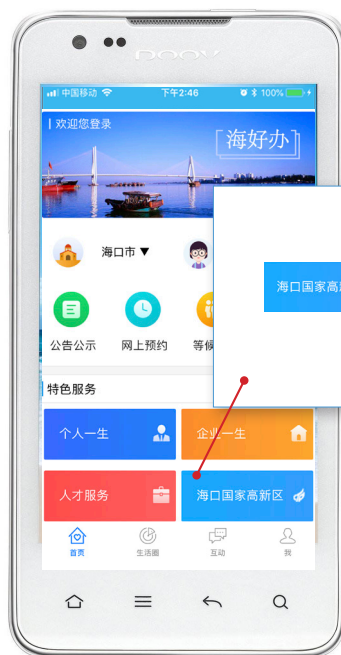 DOOV
中国移动 下午2:46 100%
欢迎您登录
海好办
海口市▼
海口国家高
公告公示 网上预约 等候
特色服务
个人一生 企业一生
人才服务 海口国家高新区
首页 生活圈 互动 我